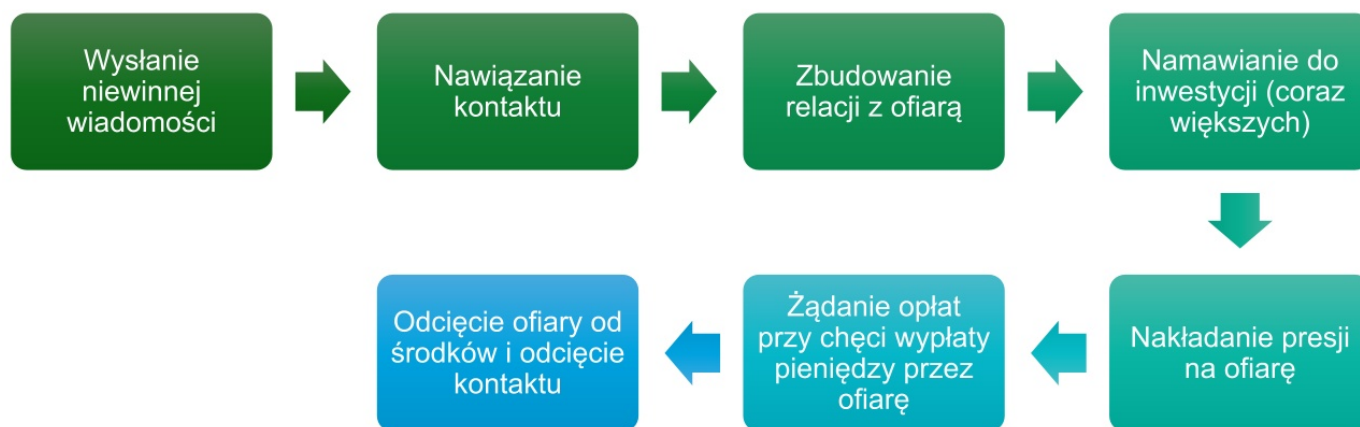 Wysłanie
niewinnej
wiadomości
Nawiązanie
kontaktu
Zbudowanie
relacji z ofiarą
Namawianie do
inwestycji (coraz
większych)
Nakładanie presji
na ofiarę
Żądanie opłat
przy chęci wypłaty
pieniędzy przez
ofiarę
Odcięcie ofiary od
środków i odcięcie
kontaktu